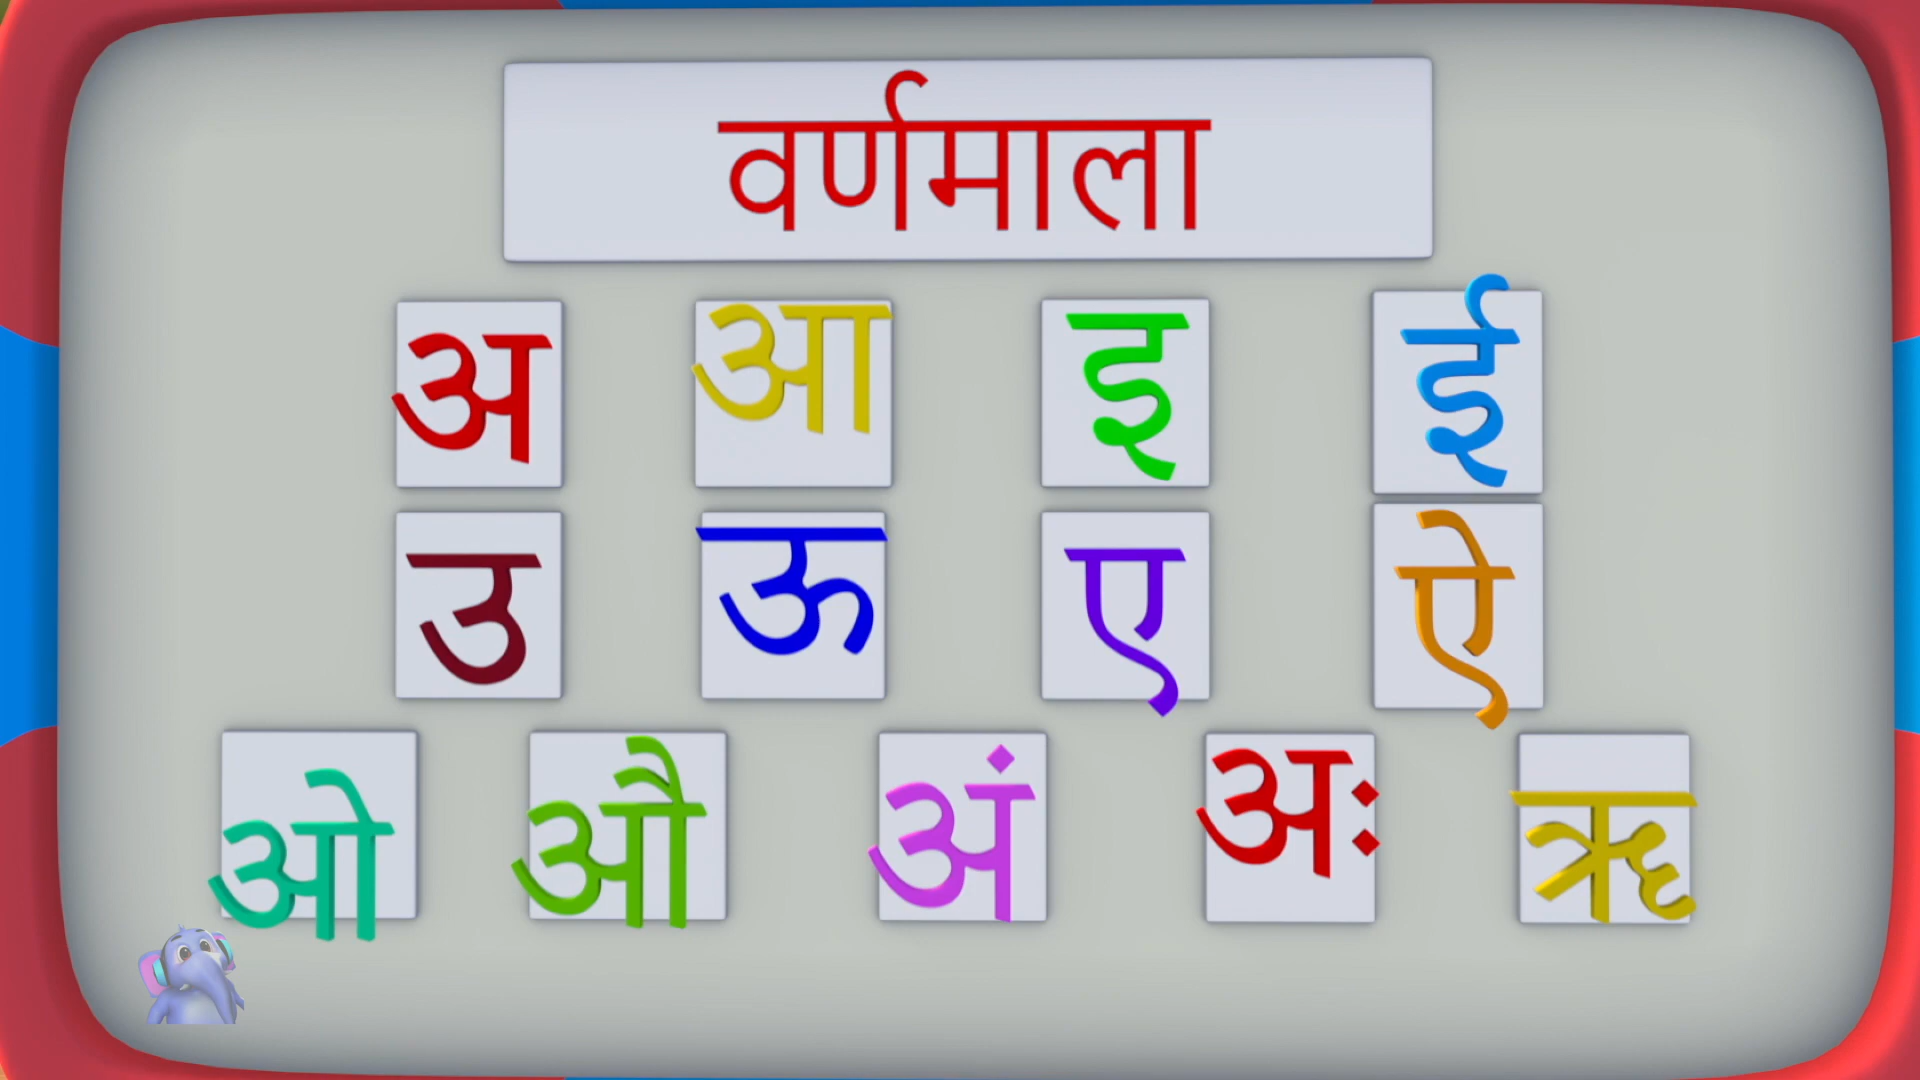 वर्णमाला
अ आ इ ई
उ ऊ ए ऐ
ओ औ अं अः ऋ